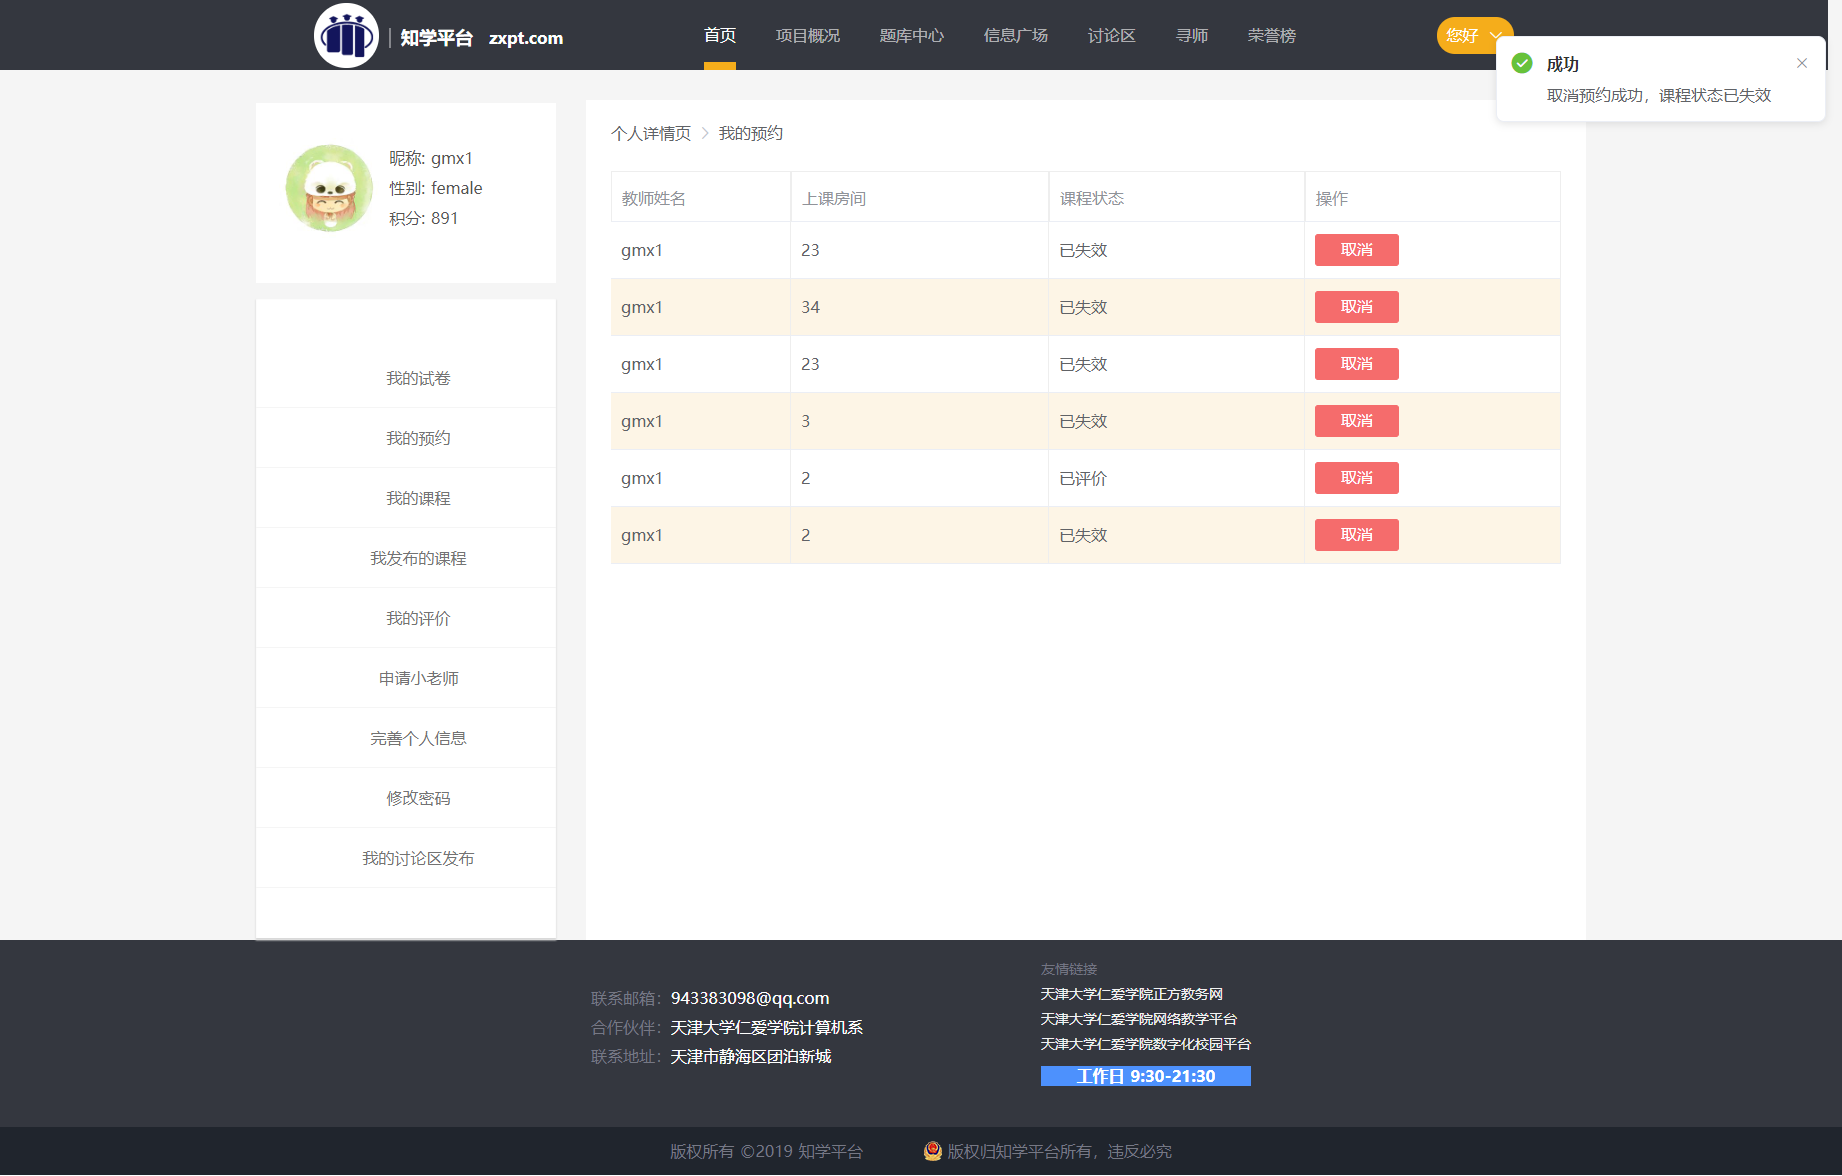 知学平台 zxpt.com 首页 项目概况 题库中心 信息广场 讨论区 寻师 荣誉榜 您好
成功
取消预约成功，课程状态已失效
昵称: gmx1
性别: female
积分: 891
我的试卷
我的预约
我的课程
我发布的课程
我的评价
申请小老师
完善个人信息
修改密码
我的讨论区发布
个人详情页 我的预约
教师姓名 上课房间 课程状态 操作
gmx1 23 已失效 取消
gmx1 34 已失效 取消
gmx1 23 已失效 取消
gmx1 3 已失效 取消
gmx1 2 已评价 取消
gmx1 2 已失效 取消
联系邮箱：943383098@qq.com
合作伙伴：天津大学仁爱学院计算机系
联系地址：天津市静海区团泊新城
友情链接
天津大学仁爱学院正方教务网
天津大学仁爱学院网络教学平台
天津大学仁爱学院数字化校园平台
工作日 9:30-21:30
版权所有 ©2019 知学平台 版权归知学平台所有，违反必究